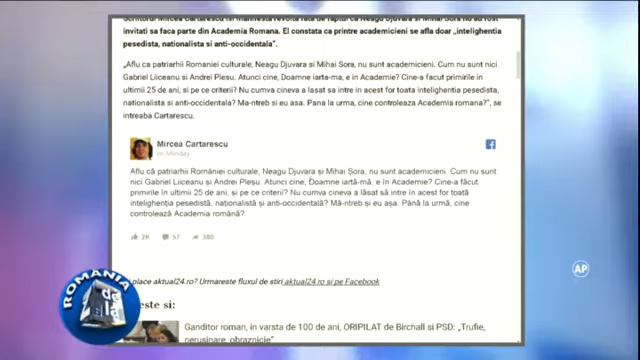 Scriitorul Mircea Cartarescu isi manifesta revolta fata de faptul ca Neagu Djuvara si Mihai Sora nu au fost
invitati sa faca parte din Academia Romana. El constata ca printre academicieni se afla doar „intelighentia
pesedista, nationalista si anti-occidentala".
„Aflu ca patriarhii Romaniei culturale, Neagu Djuvara si Mihai Șora, nu sunt academicieni. Cum nu sunt nici
Gabriel Liiceanu si Andrei Plesu. Atunci cine, Doamne iarta-ma, e in Academie? Cine-a făcut primirile in
ultimii 25 de ani, si pe ce criterii? Nu cumva cineva a lasat sa intre in acest for toata intelighentia pesedista,
nationalista si anti-occidentala? Ma-ntreb si eu asa. Pana la urma, cine controleaza Academia romana?", se
intreaba Cartarescu.
Mircea Cartarescu
on Monday
Aflu că patriarhii României culturale, Neagu Djuvara și Mihai Șora, nu sunt academicieni. Cum nu sunt
nici Gabriel Liiceanu și Andrei Pleșu. Atunci cine, Doamne iartă-mă, e în Academie? Cine-a făcut
primirile în ultimii 25 de ani, și pe ce criterii? Nu cumva cineva a lăsat să intre în acest for toată
inteligheția pesedistă, naționalistă și anti-occidentală? Mă-ntreb și eu așa. Până la urmă, cine
controlează Academia română?
2K 57 380
place aktual24.ro? Urmareste fluxul de stiri aktual24.ro si pe Facebook
este si:
Ganditor roman, in varsta de 100 de ani, ORIPILAT de Birchall si PSD: „Trufie,
nerusinare, obraznicie"
ROMANIA
de la
AP